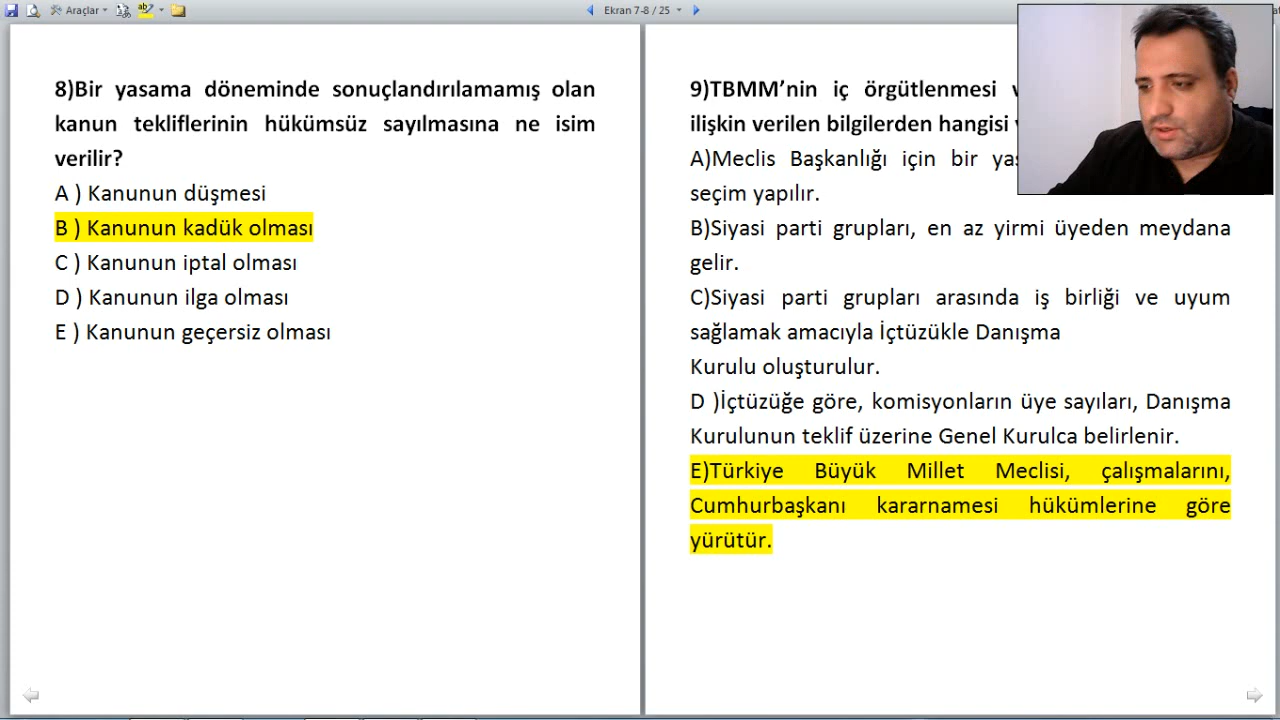 Araçlar
Ekran 7-8 / 25
8)Bir yasama döneminde sonuçlandırılamamış olan
kanun tekliflerinin hükümsüz sayılmasına ne isim
verilir?
A ) Kanunun düşmesi
B ) Kanunun kadük olması
C ) Kanunun iptal olması
D ) Kanunun ilga olması
E ) Kanunun geçersiz olması
9)TBMM’nin iç örgütlenmesi
ilişkin verilen bilgilerden hangisi
A)Meclis Başkanlığı için bir
seçim yapılır.
B)Siyasi parti grupları, en az yirmi üyeden meydana
gelir.
C)Siyasi parti grupları arasında iş birliği ve uyum
sağlamak amacıyla İçtüzükle Danışma
Kurulu oluşturulur.
D )İçtüzüğe göre, komisyonların üye sayıları, Danışma
Kurulunun teklif üzerine Genel Kurulca belirlenir.
E)Türkiye Büyük Millet Meclisi, çalışmalarını,
Cumhurbaşkanı kararnamesi hükümlerine göre
yürütür.